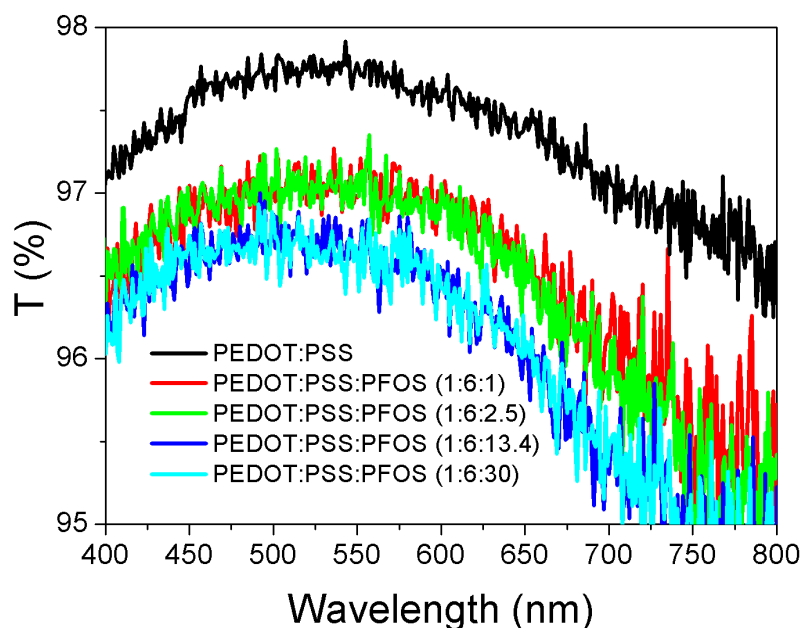 98
97
96
95
T (%)
PEDOT:PSS
PEDOT:PSS:PFOS (1:6:1)
PEDOT:PSS:PFOS (1:6:2.5)
PEDOT:PSS:PFOS (1:6:13.4)
PEDOT:PSS:PFOS (1:6:30)
400 450 500 550 600 650 700 750 800
Wavelength (nm)